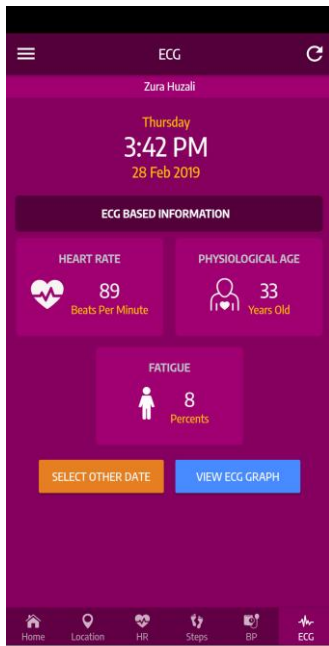 ECG
Zura Huzali
Thursday
3:42 PM
28 Feb 2019
ECG BASED INFORMATION
HEART RATE
89
Beats Per Minute
PHYSIOLOGICAL AGE
33
Years Old
FATIGUE
8
Percents
SELECT OTHER DATE
VIEW ECG GRAPH
Home Location HR Steps BP ECG